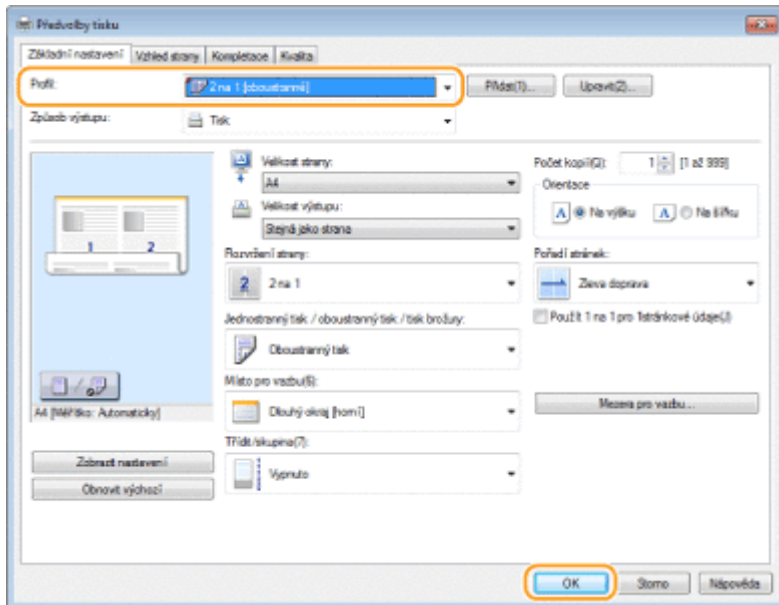 Předvolby tisku
Základní nastavení Vzhled strany Kompletace Kvalita
Profil: 2 na 1 [oboustranné] Přidat(1)... Upravit(2)...
Způsob výstupu: Tisk
Velikost strany: Počet kopií(Q): 1 [1 až 999]
A4
Orientace
Velikost výstupu:
A Na výšku A Na šířku
Stejná jako strana
Rozvržení strany: Pořadí stránek:
1 2
2 2 na 1 Zleva doprava
Jednostranný tisk / oboustranný tisk / tisk brožury: Použít 1 na 1 pro 1stránkové údaje(J)
Oboustranný tisk
Místo pro vazbu(6):
A4 [Měřítko: Automaticky] Dlouhý okraj [horní] Mezera pro vazbu...
Třídit/skupina(7):
Zobrazit nastavení
Vypnuto
Obnovit výchozí
OK Storno Nápověda